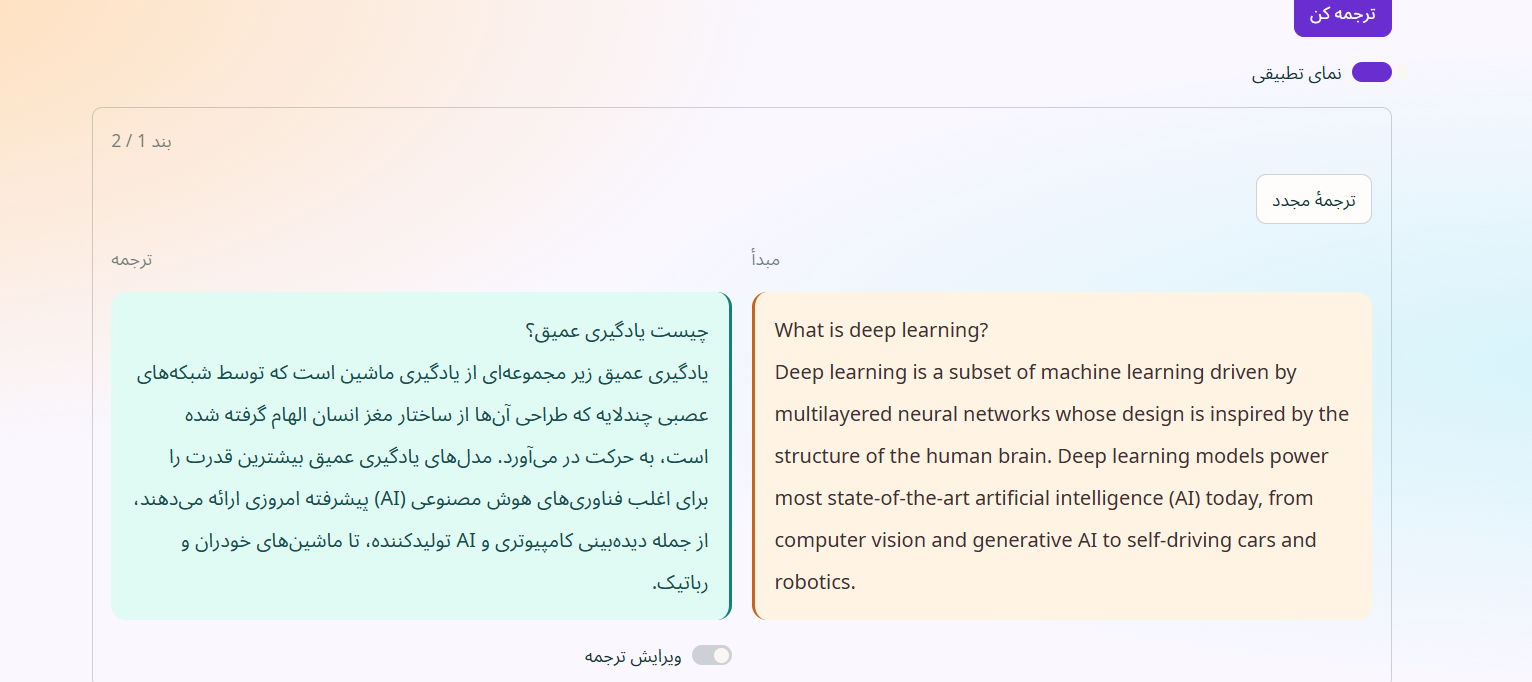 ترجمه کن
نمای تطبیقی
بند 1 / 2
ترجمهٔ مجدد
مبدأ
What is deep learning?
Deep learning is a subset of machine learning driven by
multilayered neural networks whose design is inspired by the
structure of the human brain. Deep learning models power
most state-of-the-art artificial intelligence (AI) today, from
computer vision and generative AI to self-driving cars and
robotics.
ترجمه
چیست یادگیری عمیق؟
یادگیری عمیق زیر مجموعه‌ای از یادگیری ماشین است که توسط شبکه‌های
عصبی چندلایه که طراحی آن‌ها از ساختار مغز انسان الهام گرفته شده
است، به حرکت در می‌آورد. مدل‌های یادگیری عمیق بیشترین قدرت را
برای اغلب فناوری‌های هوش مصنوعی (AI) پیشرفته امروزی ارائه می‌دهند،
از جمله دیده‌بینی کامپیوتری و AI تولیدکننده، تا ماشین‌های خودران و
رباتیک.
ویرایش ترجمه